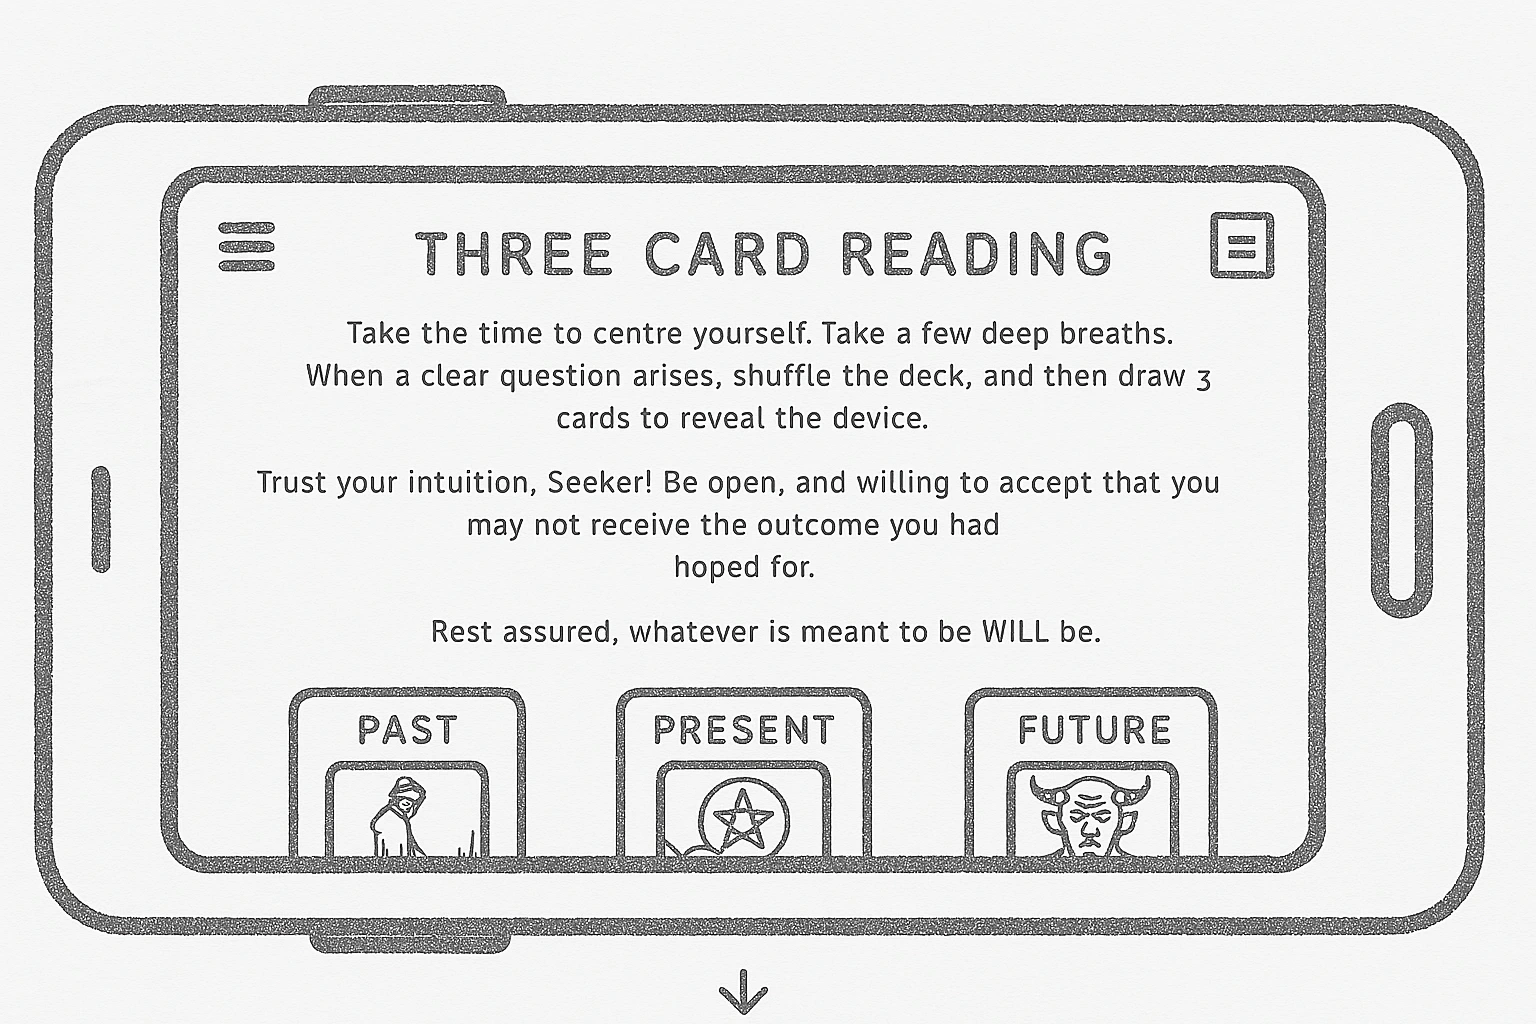 THREE CARD READING
Take the time to centre yourself. Take a few deep breaths.
When a clear question arises, shuffle the deck, and then draw 3
cards to reveal the device.
Trust your intuition, Seeker! Be open, and willing to accept that you
may not receive the outcome you had
hoped for.
Rest assured, whatever is meant to be WILL be.
PAST
PRESENT
FUTURE